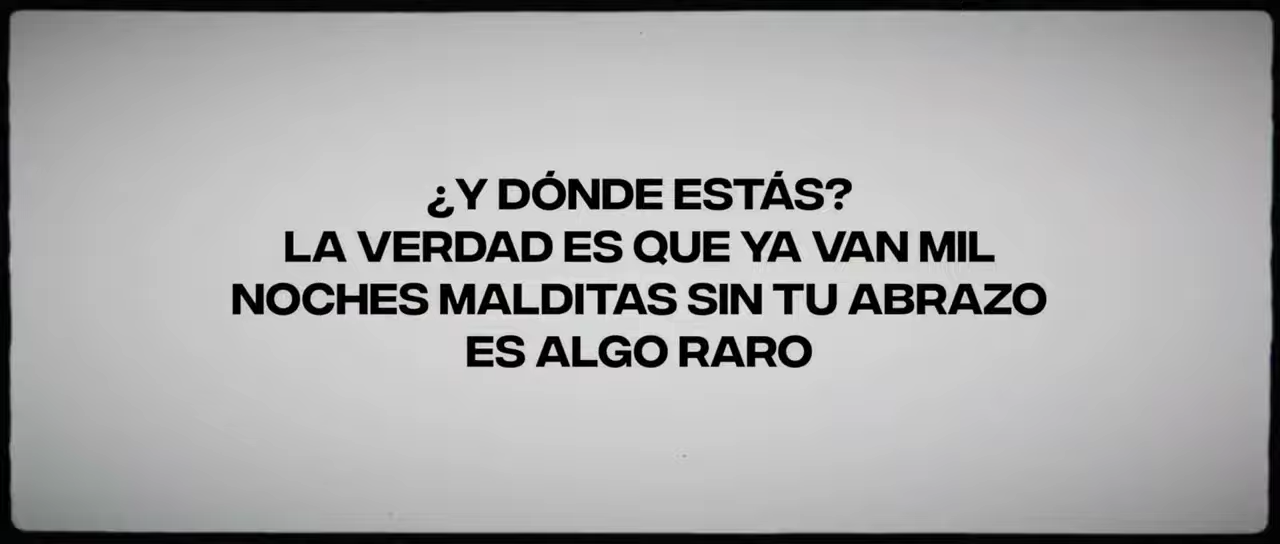 ¿Y DÓNDE ESTÁS?
LA VERDAD ES QUE YA VAN MIL
NOCHES MALDITAS SIN TU ABRAZO
ES ALGO RARO